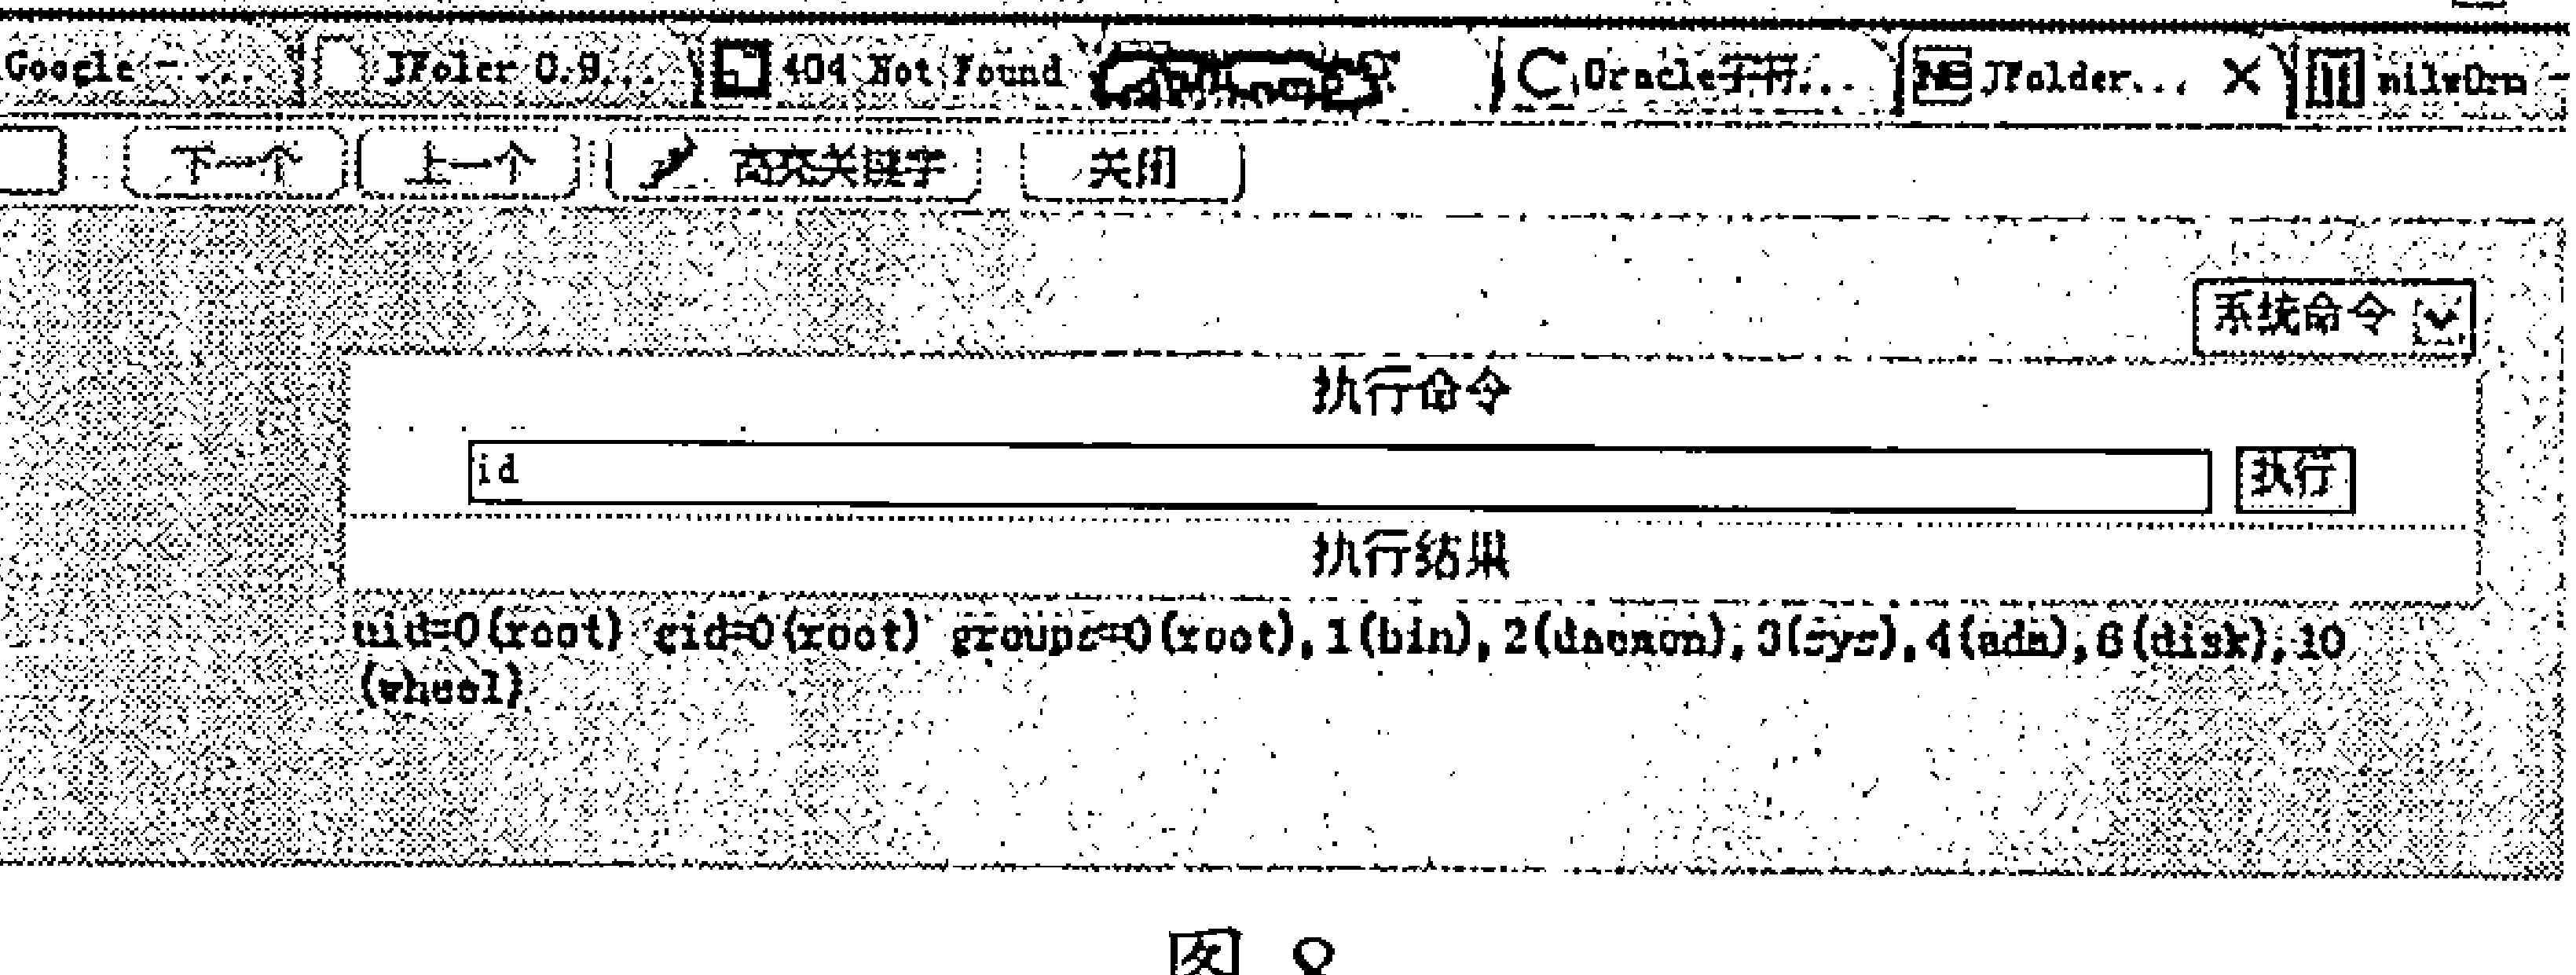 Google - ... JFoler 0.9... 404 Not Found Oracle字符... JFolder... milw0rm -
下一个 上一个 高亮关键字 关闭
系统命令
执行命令
id 执行
执行结果
uid=0(root) gid=0(root) groups=0(root),1(bin),2(daemon),3(sys),4(adm),6(disk),10
(wheel)
图 8